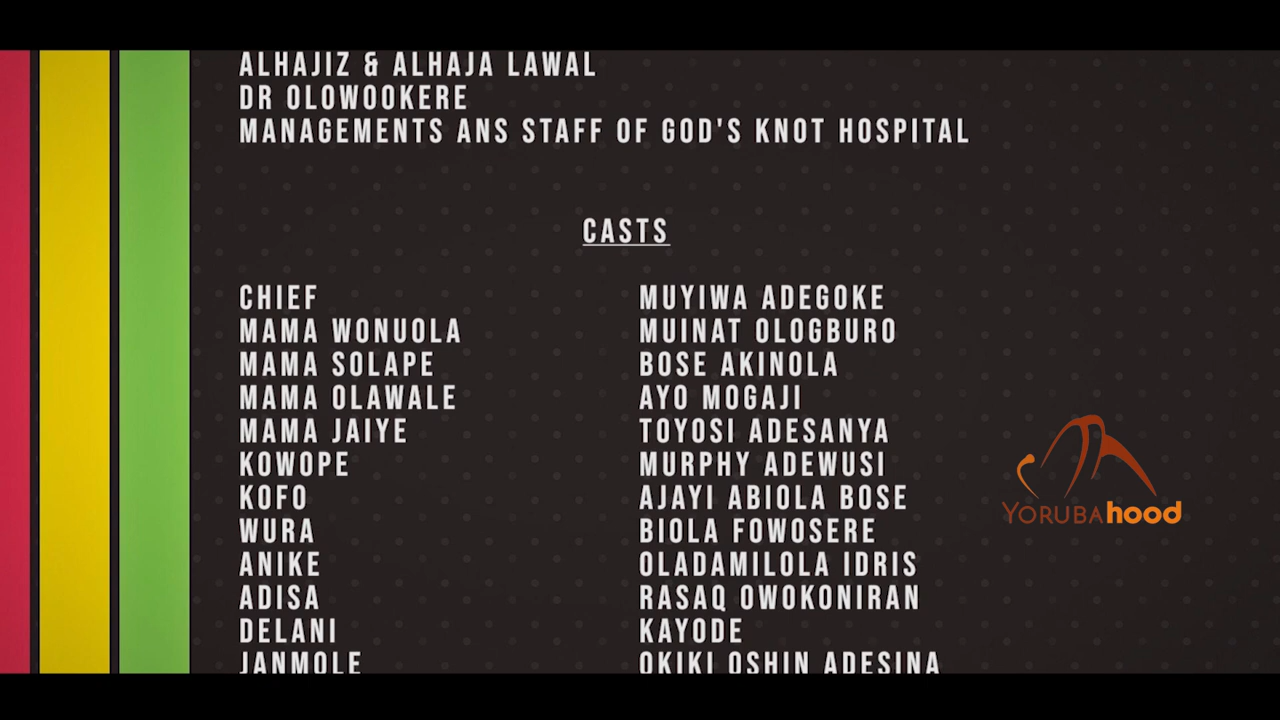 ALHAJIZ & ALHAJA LAWAL
DR OLOWOOKERE
MANAGEMENTS ANS STAFF OF GOD'S KNOT HOSPITAL
CASTS
CHIEF MUYIWA ADEGOKE
MAMA WONUOLA MUINAT OLOGBURO
MAMA SOLAPE BOSE AKINOLA
MAMA OLAWALE AYO MOGAJI
MAMA JAIYE TOYOSI ADESANYA
KOWOPE MURPHY ADEWUSI
KOFO AJAYI ABIOLA BOSE
WURA BIOLA FOWOSERE
ANIKE OLADAMILOLA IDRIS
ADISA RASAQ OWOKONIRAN
DELANI KAYODE
JANMOLE OKIKI OSHIN ADESINA
YORUBAhood